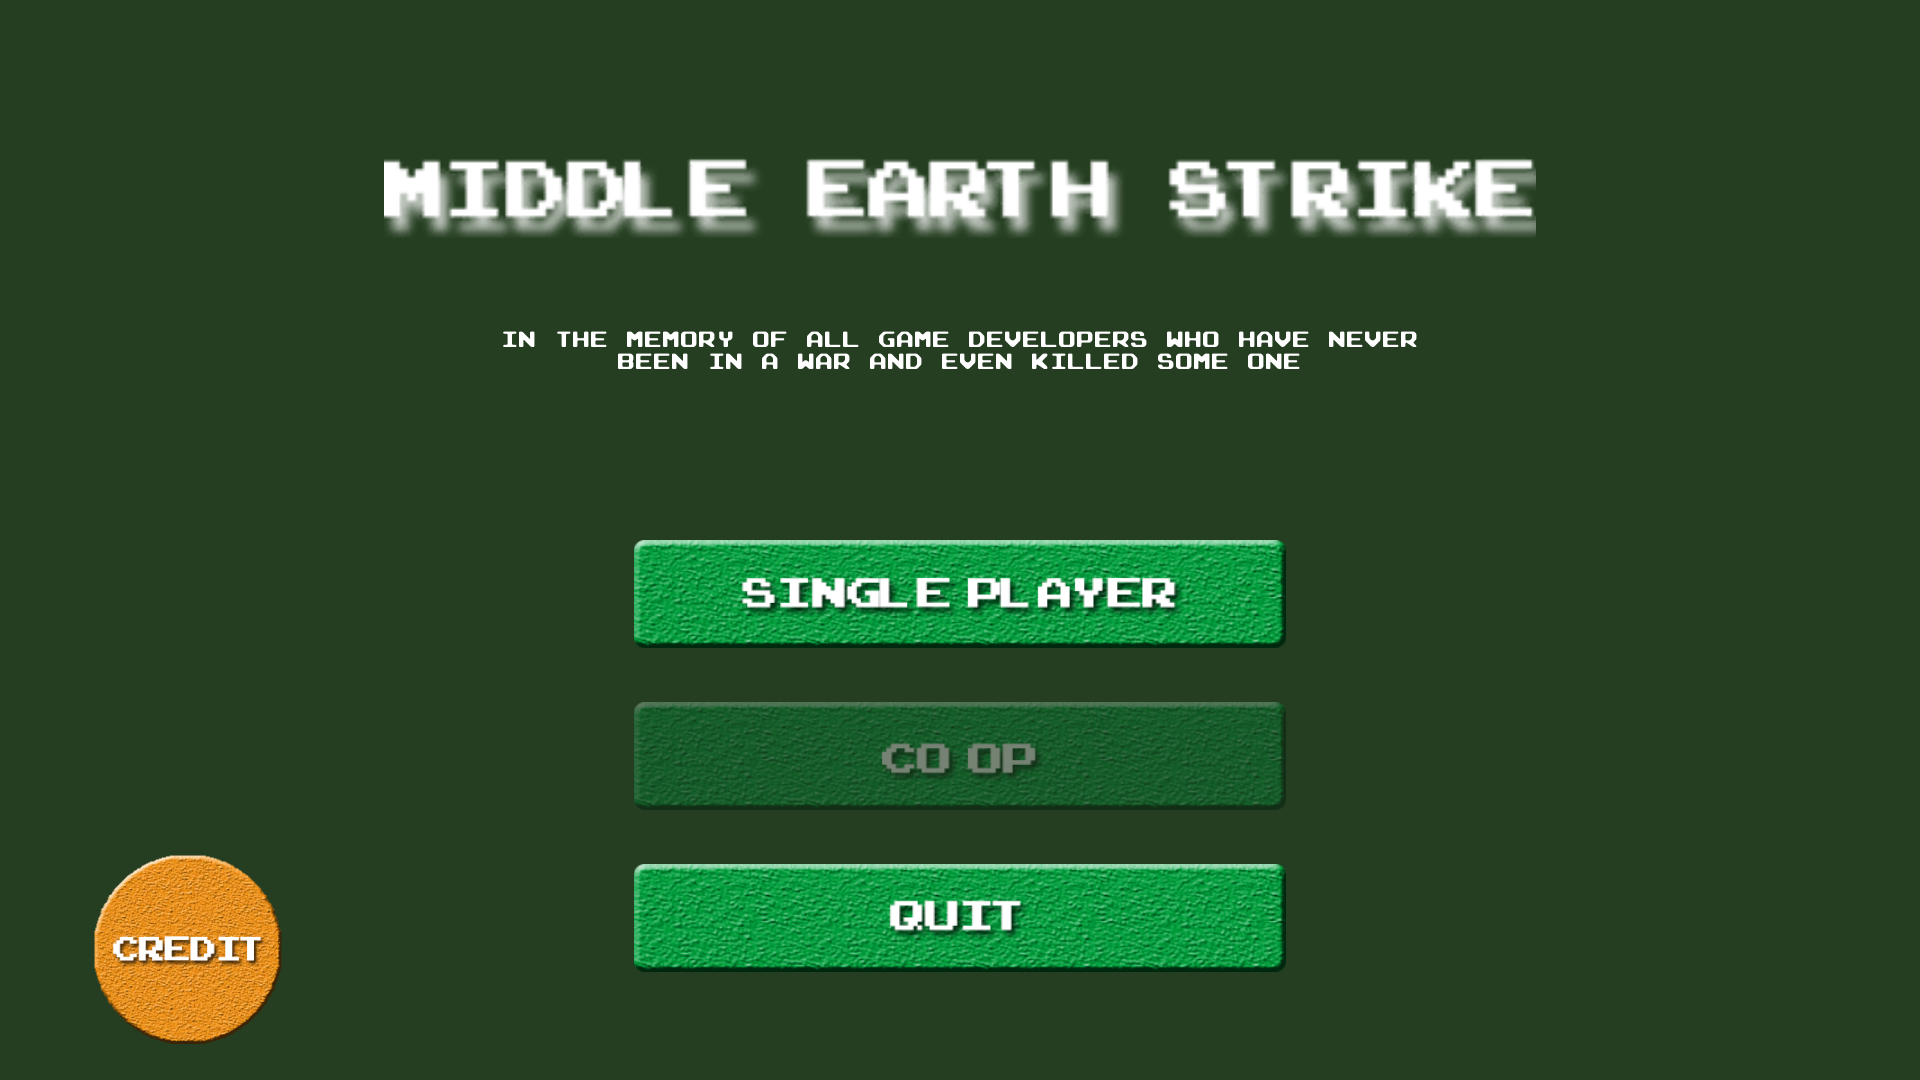 MIDDLE EARTH STRIKE
IN THE MEMORY OF ALL GAME DEVELOPERS WHO HAVE NEVER
BEEN IN A WAR AND EVEN KILLED SOME ONE
SINGLE PLAYER
CO OP
QUIT
CREDIT